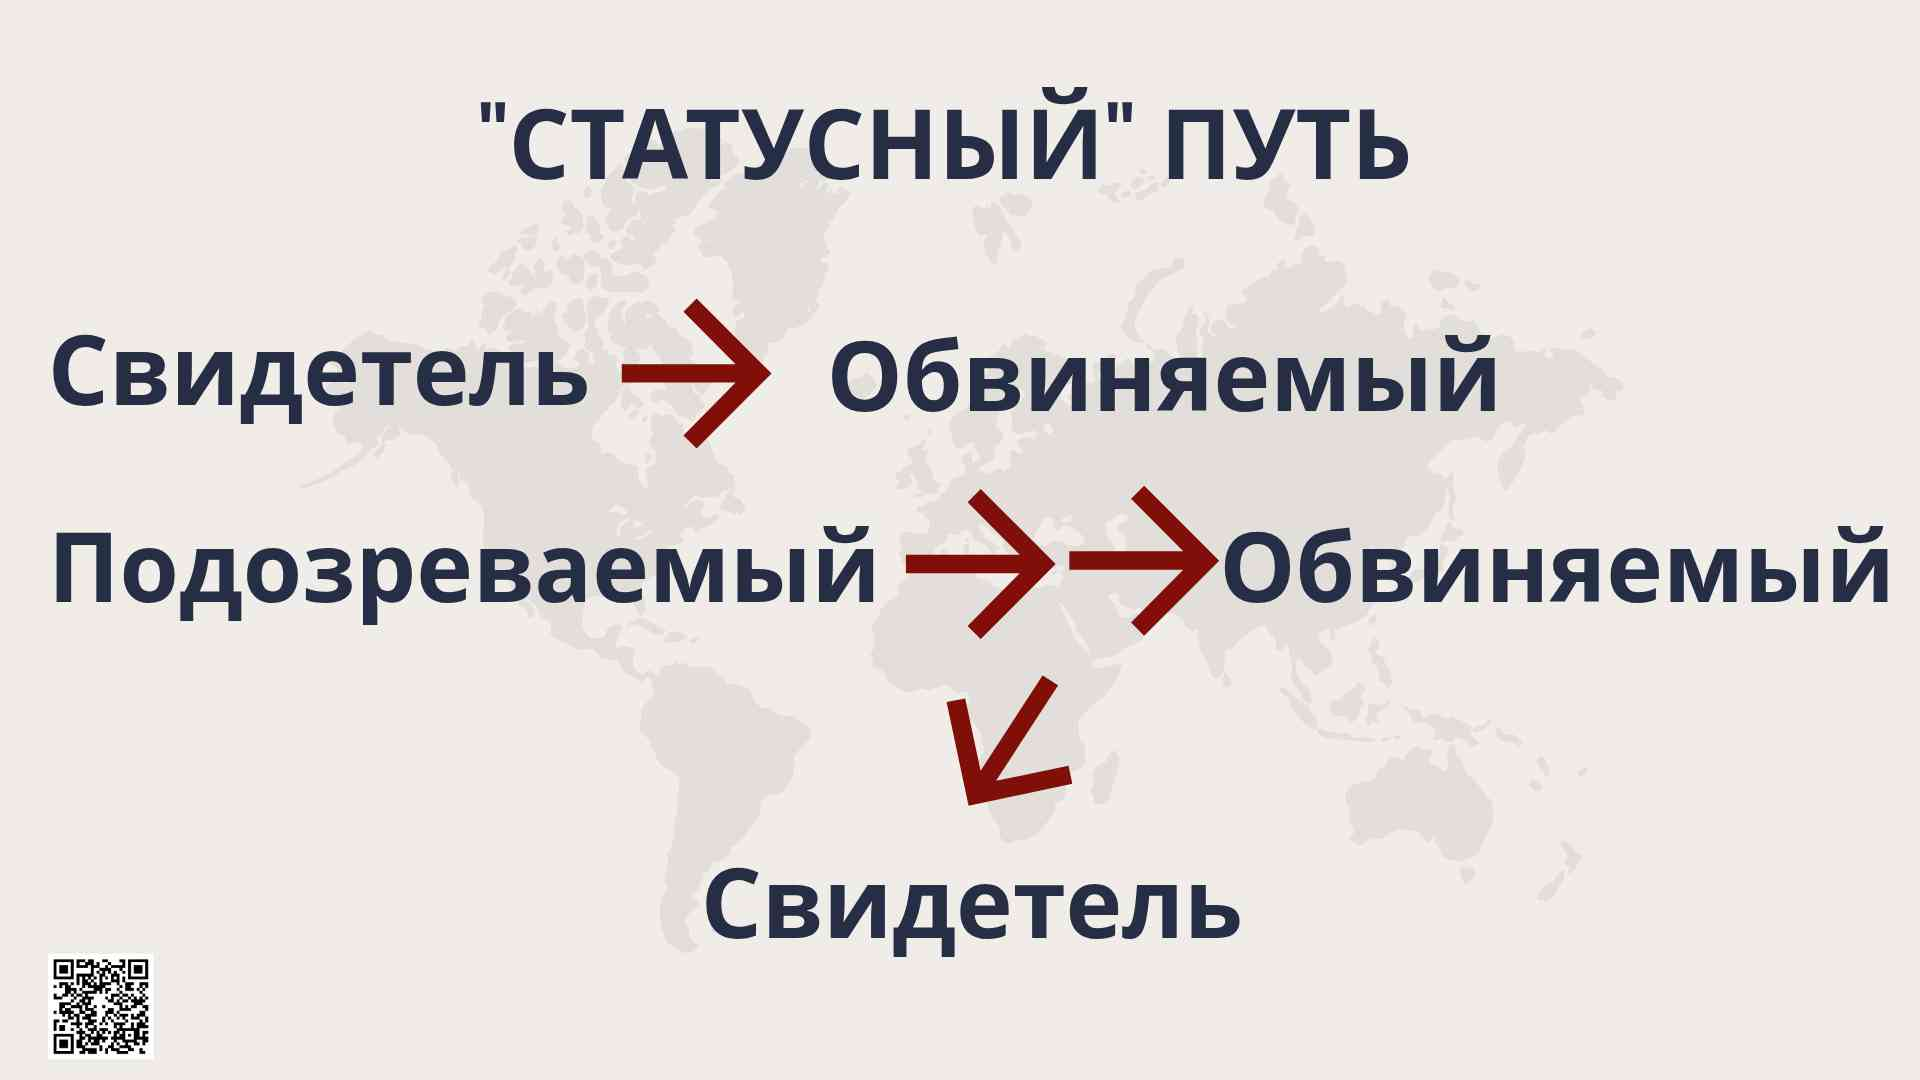 "СТАТУСНЫЙ" ПУТЬ
Свидетель Обвиняемый
Подозреваемый Обвиняемый
Свидетель